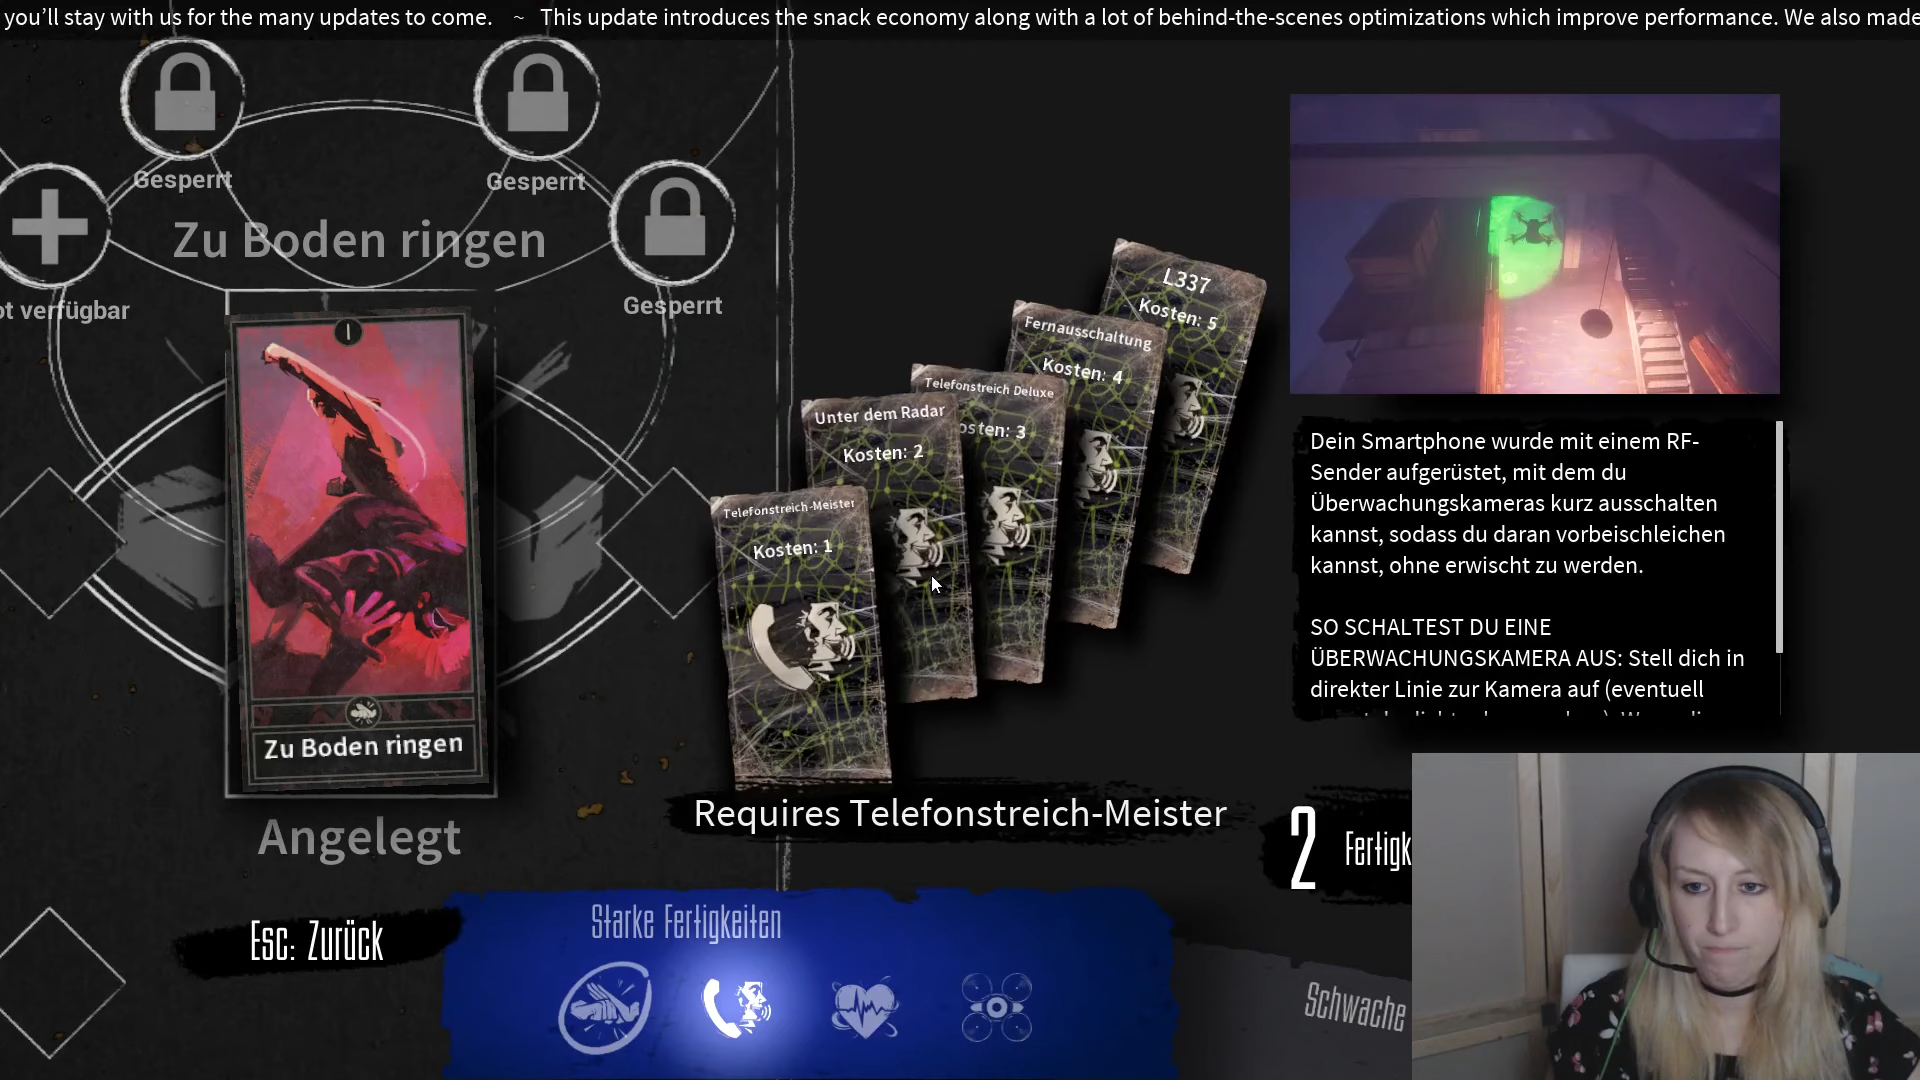 you'll stay with us for the many updates to come. ~ This update introduces the snack economy along with a lot of behind-the-scenes optimizations which improve performance. We also made
Gesperrt
Gesperrt
Gesperrt
Zu Boden ringen
verfügbar
I
Zu Boden ringen
Angelegt
L337
Kosten: 5
Fernausschaltung
Kosten: 4
Telefonstreich Deluxe
Kosten: 3
Unter dem Radar
Kosten: 2
Telefonstreich-Meister
Kosten: 1
Requires Telefonstreich-Meister
Dein Smartphone wurde mit einem RF-
Sender aufgerüstet, mit dem du
Überwachungskameras kurz ausschalten
kannst, sodass du daran vorbeischleichen
kannst, ohne erwischt zu werden.
SO SCHALTEST DU EINE
ÜBERWACHUNGSKAMERA AUS: Stell dich in
direkter Linie zur Kamera auf (eventuell
2 Fertigk
Esc: Zurück
Starke Fertigkeiten
Schwache